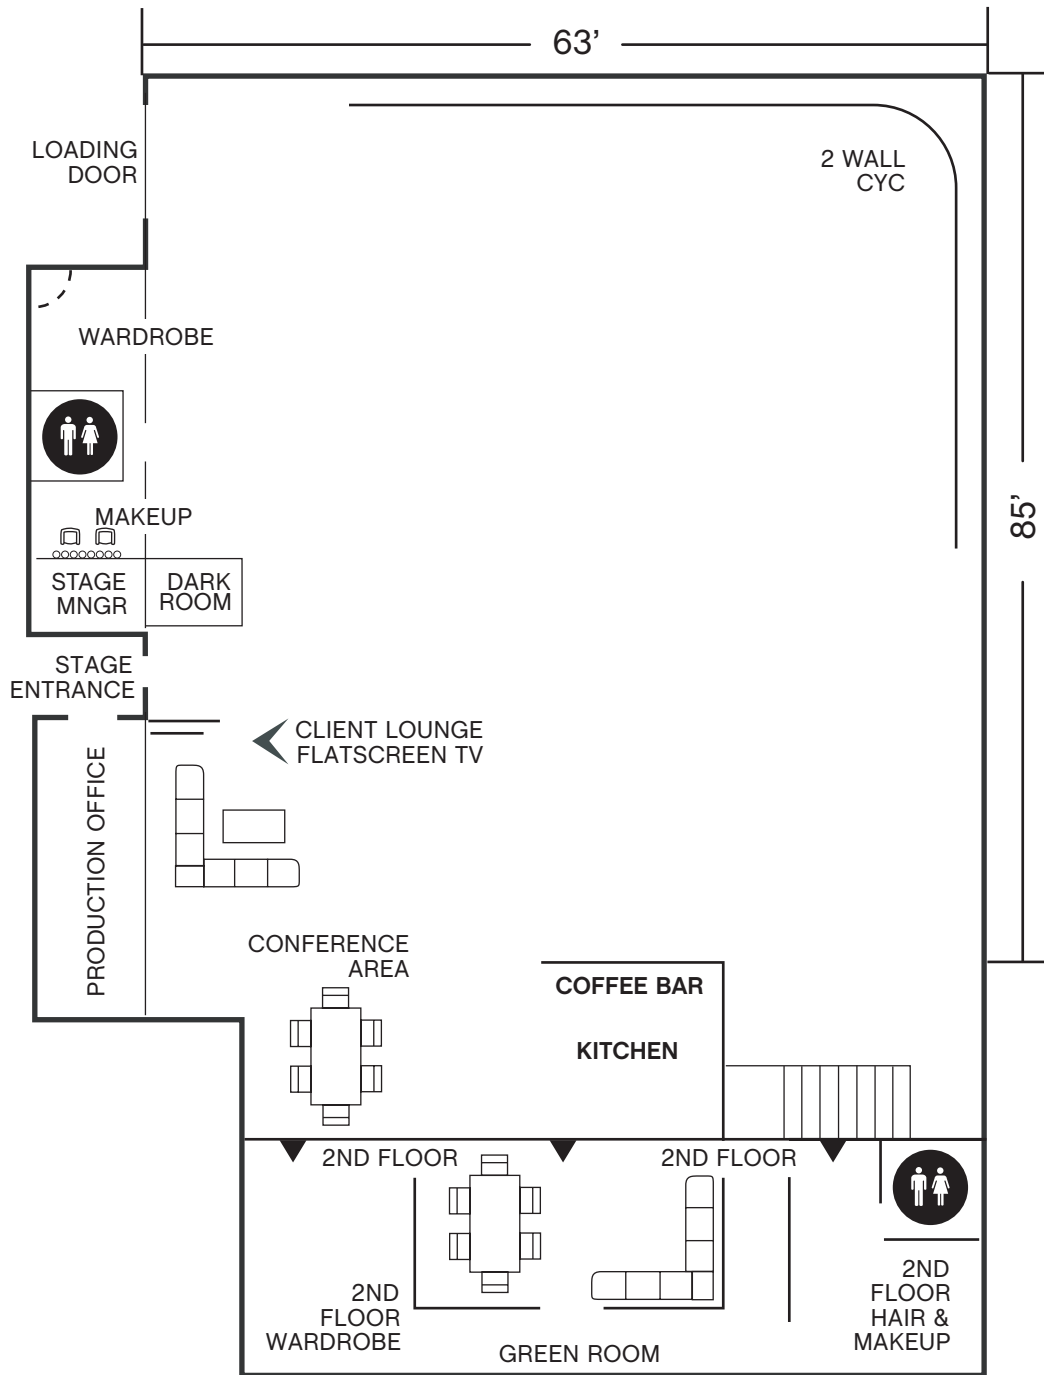 63’
LOADING
DOOR
2 WALL
CYC
WARDROBE
85’
MAKEUP
STAGE
MNGR
DARK
ROOM
STAGE
ENTRANCE
CLIENT LOUNGE
FLATSCREEN TV
PRODUCTION OFFICE
CONFERENCE
AREA
COFFEE BAR
KITCHEN
2ND FLOOR
2ND FLOOR
2ND
FLOOR
WARDROBE
2ND
FLOOR
HAIR &
MAKEUP
GREEN ROOM